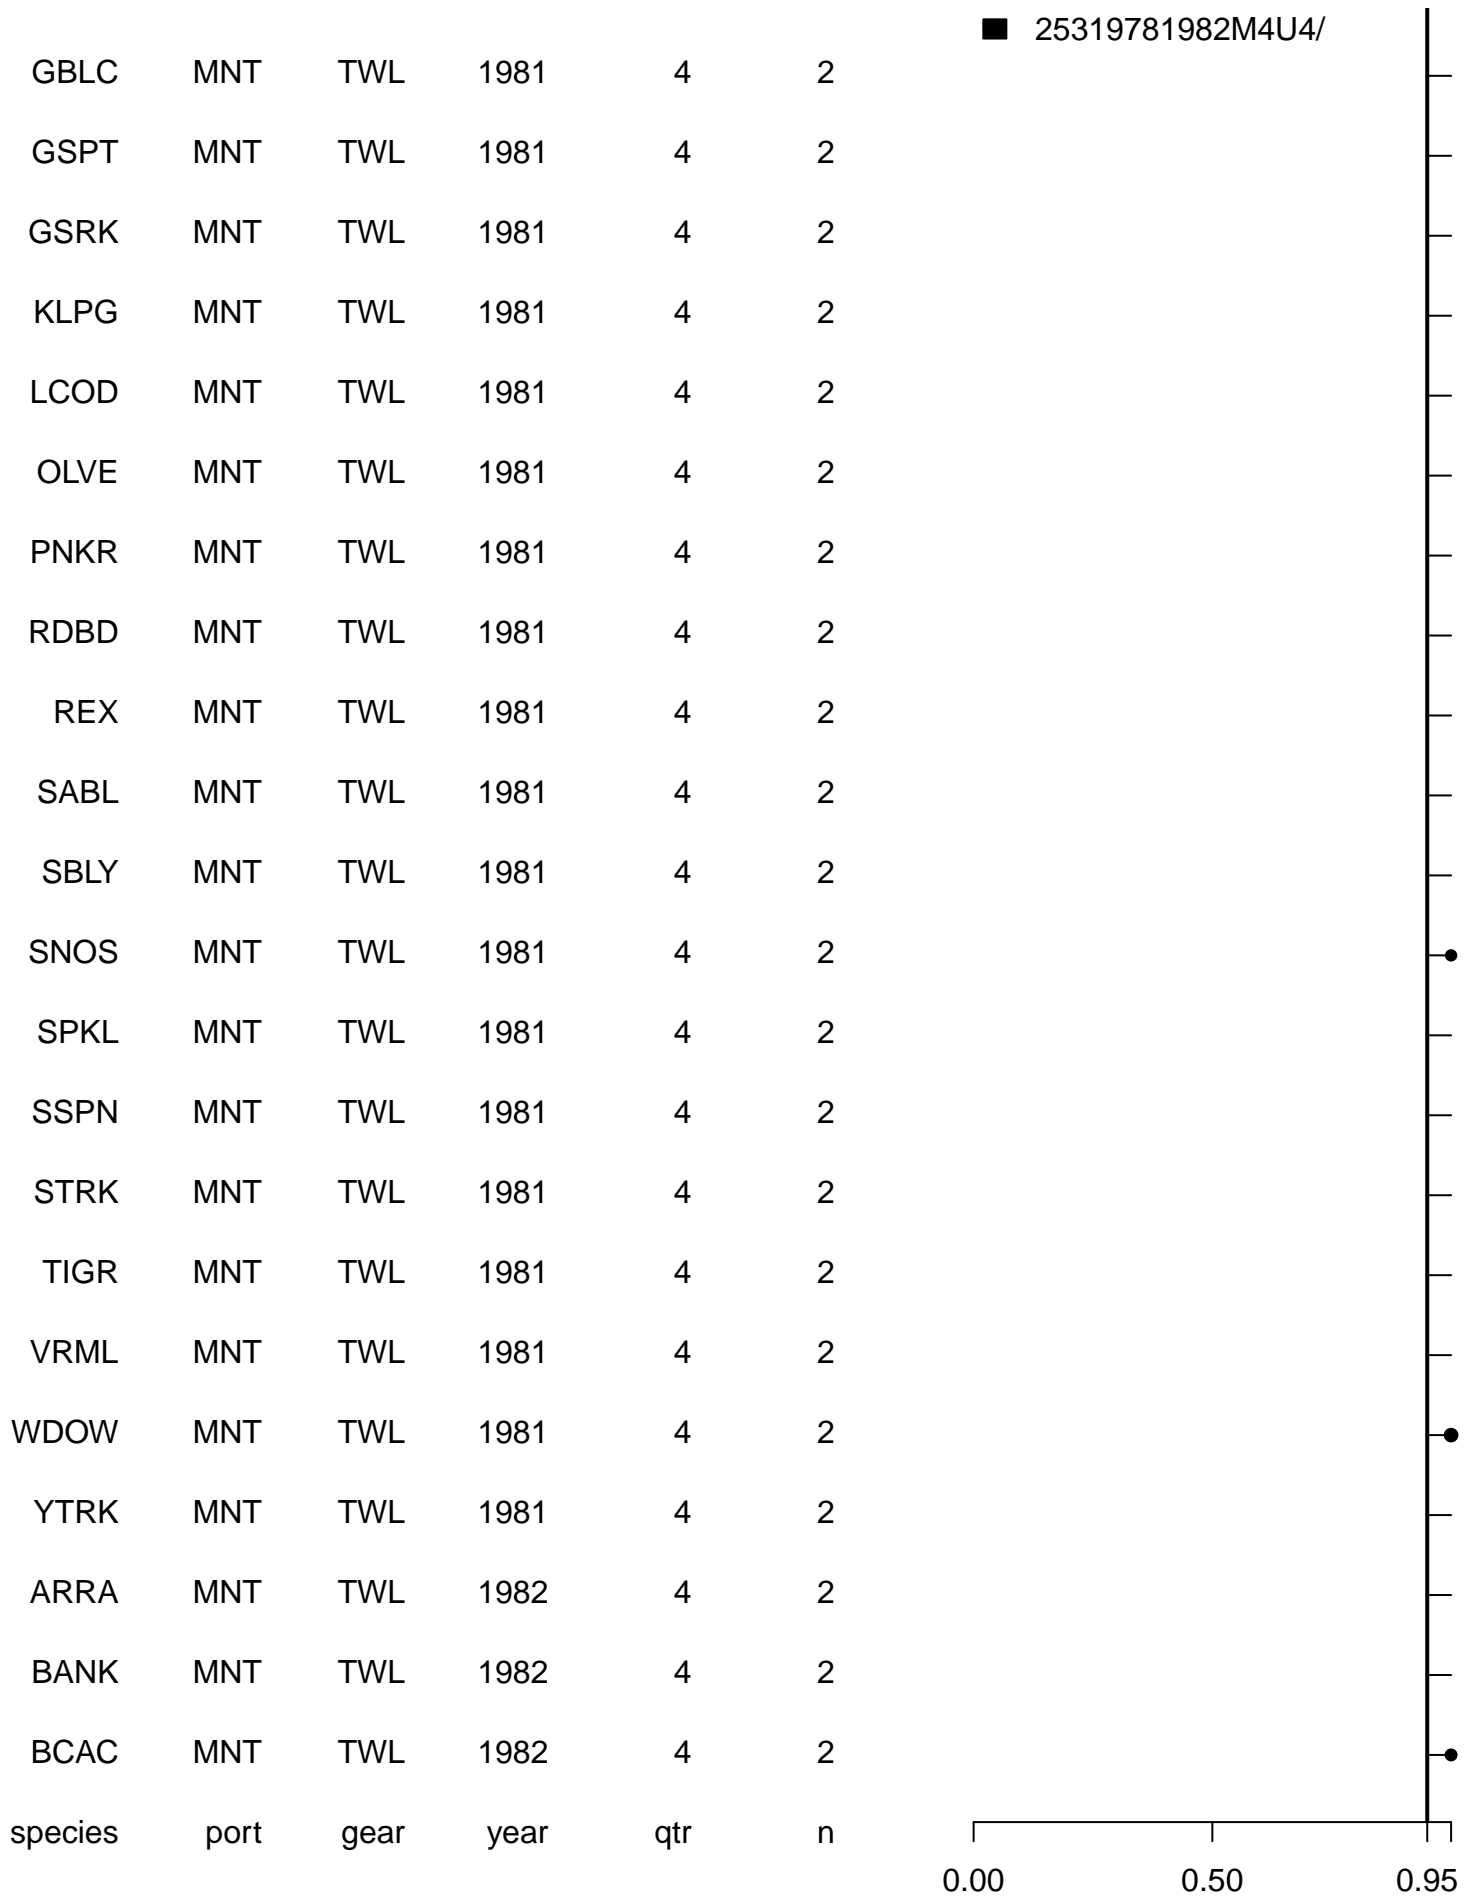 25319781982M4U4/
GBLC MNT TWL 1981 4 2
GSPT MNT TWL 1981 4 2
GSRK MNT TWL 1981 4 2
KLPG MNT TWL 1981 4 2
LCOD MNT TWL 1981 4 2
OLVE MNT TWL 1981 4 2
PNKR MNT TWL 1981 4 2
RDBD MNT TWL 1981 4 2
REX MNT TWL 1981 4 2
SABL MNT TWL 1981 4 2
SBLY MNT TWL 1981 4 2
SNOS MNT TWL 1981 4 2
SPKL MNT TWL 1981 4 2
SSPN MNT TWL 1981 4 2
STRK MNT TWL 1981 4 2
TIGR MNT TWL 1981 4 2
VRML MNT TWL 1981 4 2
WDOW MNT TWL 1981 4 2
YTRK MNT TWL 1981 4 2
ARRA MNT TWL 1982 4 2
BANK MNT TWL 1982 4 2
BCAC MNT TWL 1982 4 2
species port gear year qtr n
0.00 0.50 0.95